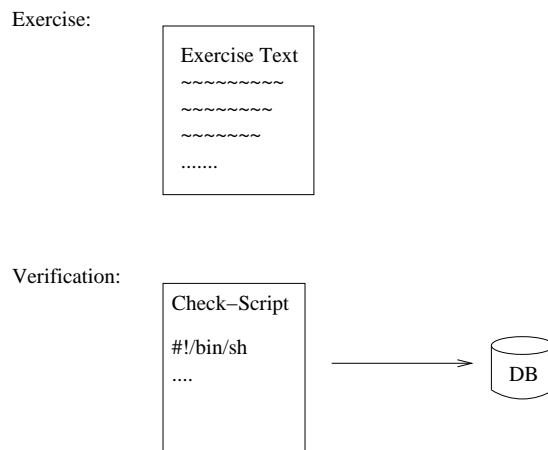 Exercise:
Exercise Text
~~~~~~~~~
~~~~~~~~
~~~~~~~
.......
Verification:
Check−Script
#!/bin/sh
....
DB